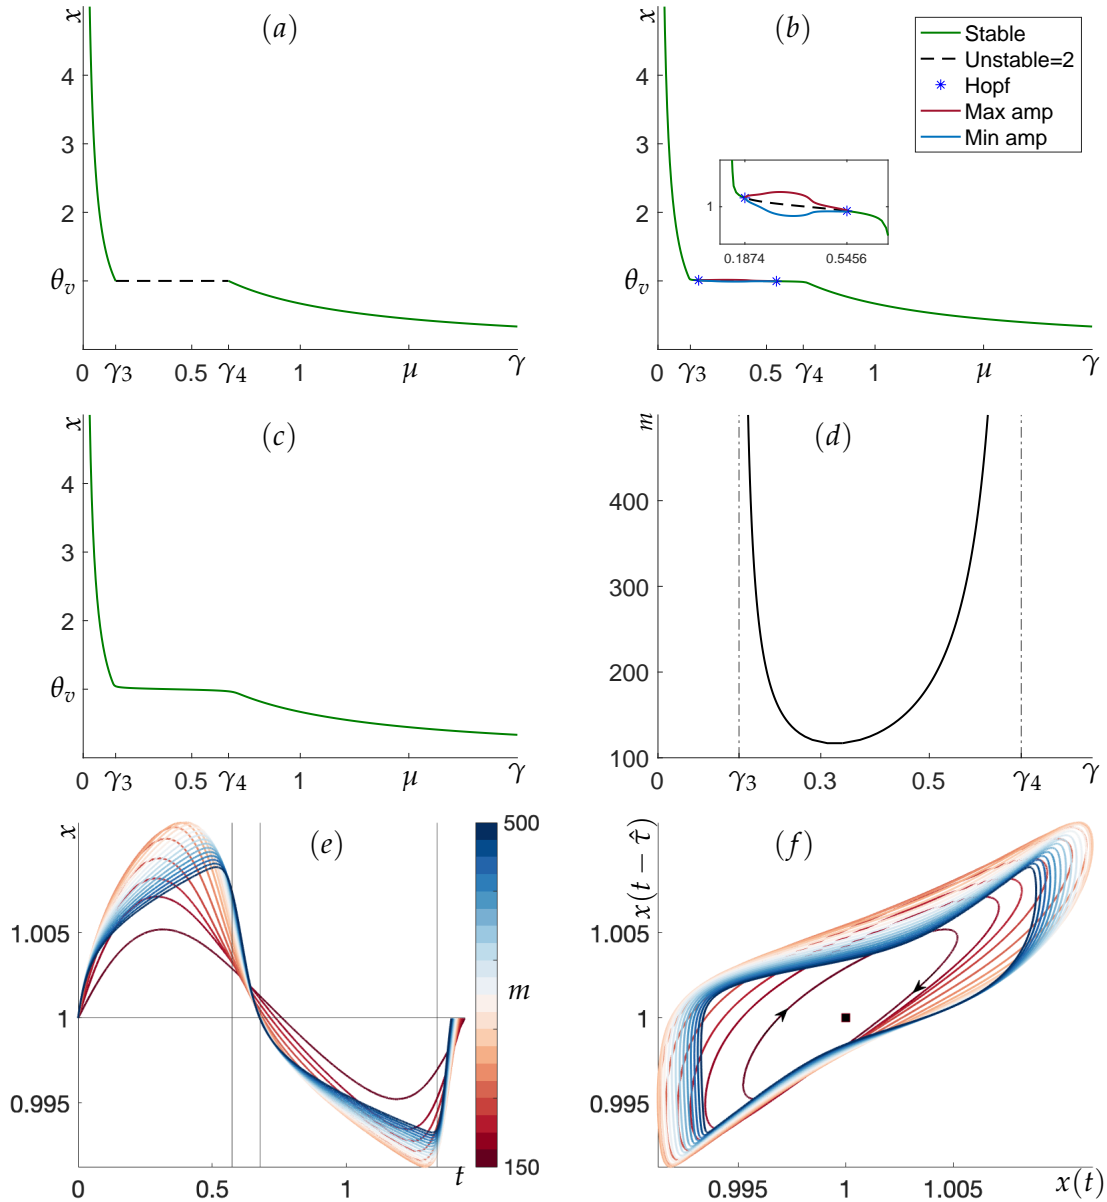 (a)
x
4
3
2
θv
0 γ3 0.5 γ4 1 μ γ
(b)
x
4
3
2
θv
0 γ3 0.5 γ4 1 μ γ
Stable
Unstable=2
Hopf
Max amp
Min amp
1
0.1874 0.5456
(c)
x
4
3
2
θv
0 γ3 0.5 γ4 1 μ γ
(d)
m
400
300
200
100
0 γ3 0.3 0.5 γ4 γ
(e)
x
1.005
1
0.995
0 0.5 1 t
500
m
150
(f)
x(t − τ̂)
1.005
1
0.995
0.995 1 1.005 x(t)